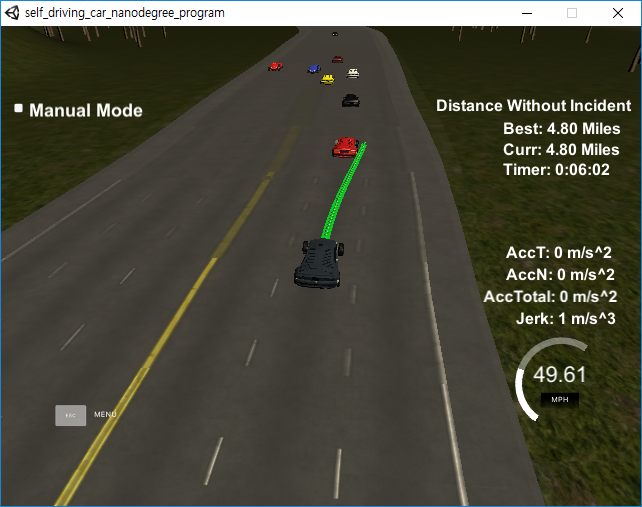 self_driving_car_nanodegree_program
Manual Mode
Distance Without Incident
Best: 4.80 Miles
Curr: 4.80 Miles
Timer: 0:06:02
AccT: 0 m/s^2
AccN: 0 m/s^2
AccTotal: 0 m/s^2
Jerk: 1 m/s^3
49.61
MPH
ESC MENU